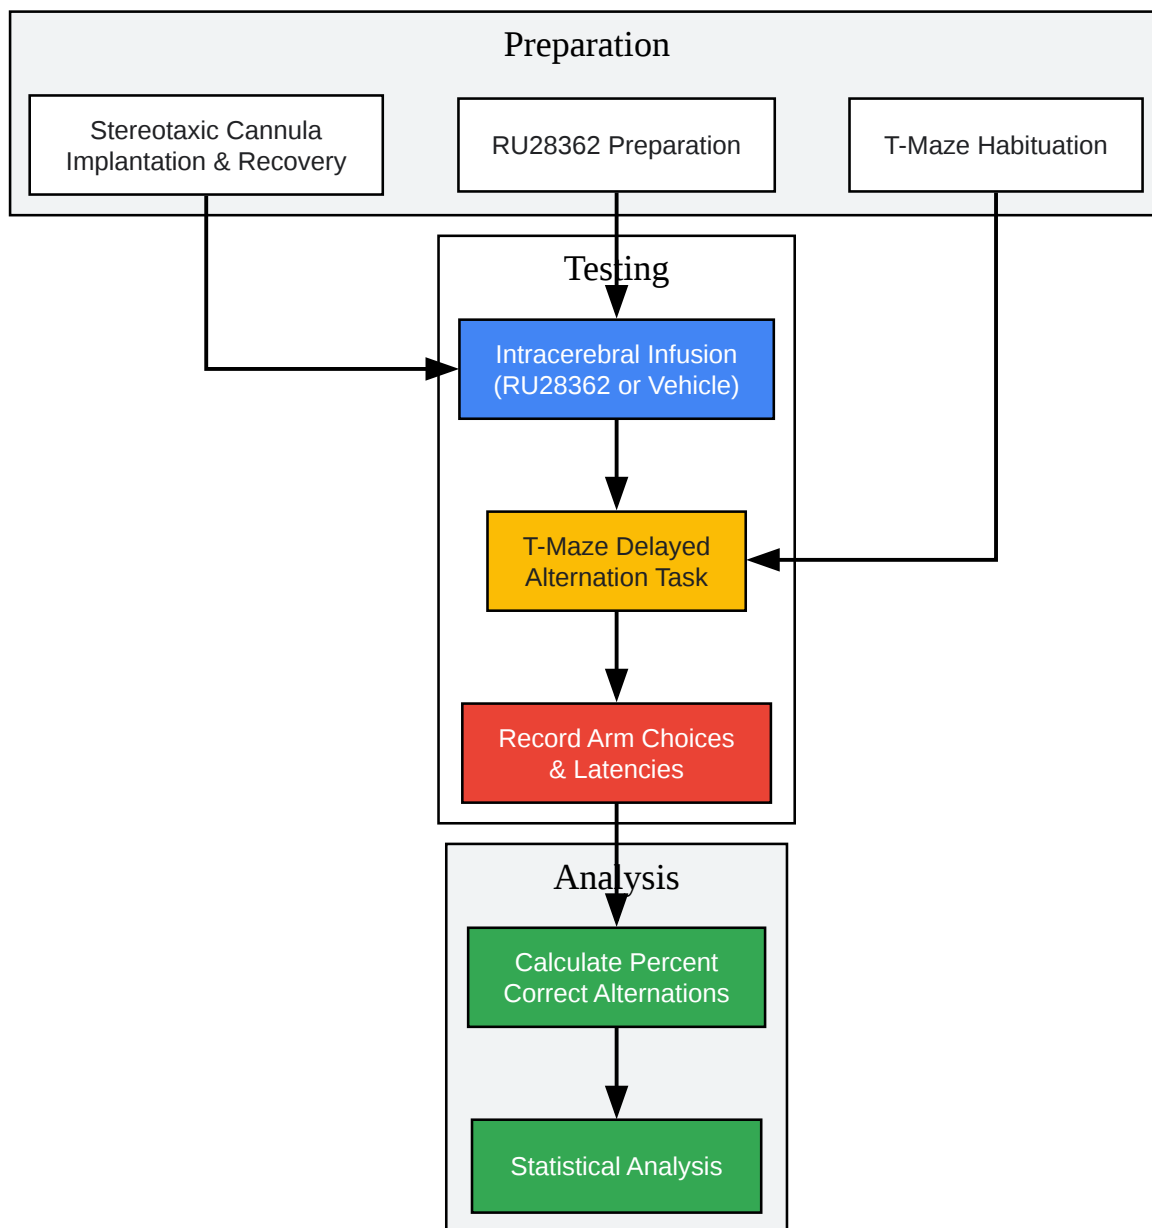 Preparation
Stereotaxic Cannula
Implantation & Recovery
RU28362 Preparation
T-Maze Habituation
Testing
Intracerebral Infusion
(RU28362 or Vehicle)
T-Maze Delayed
Alternation Task
Record Arm Choices
& Latencies
Analysis
Calculate Percent
Correct Alternations
Statistical Analysis